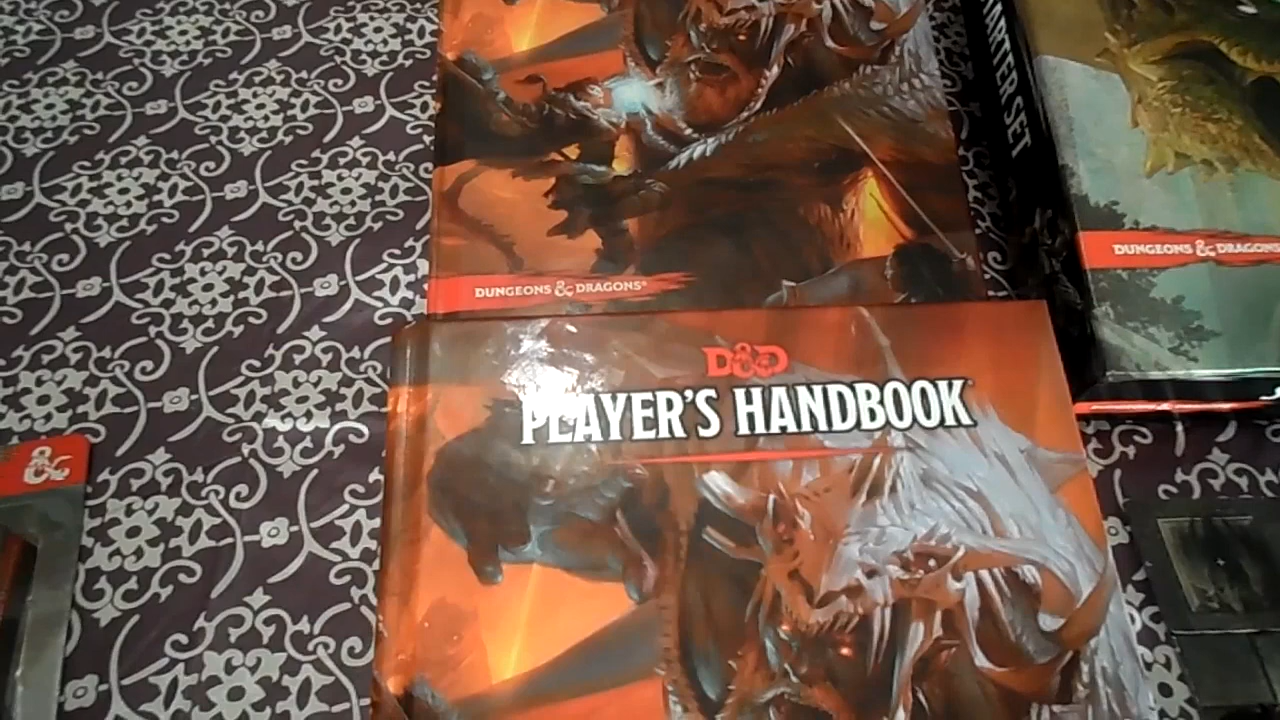 STARTER SET
DUNGEONS & DRAGONS
DUNGEONS & DRAGONS®
D&D
PLAYER'S HANDBOOK®
&